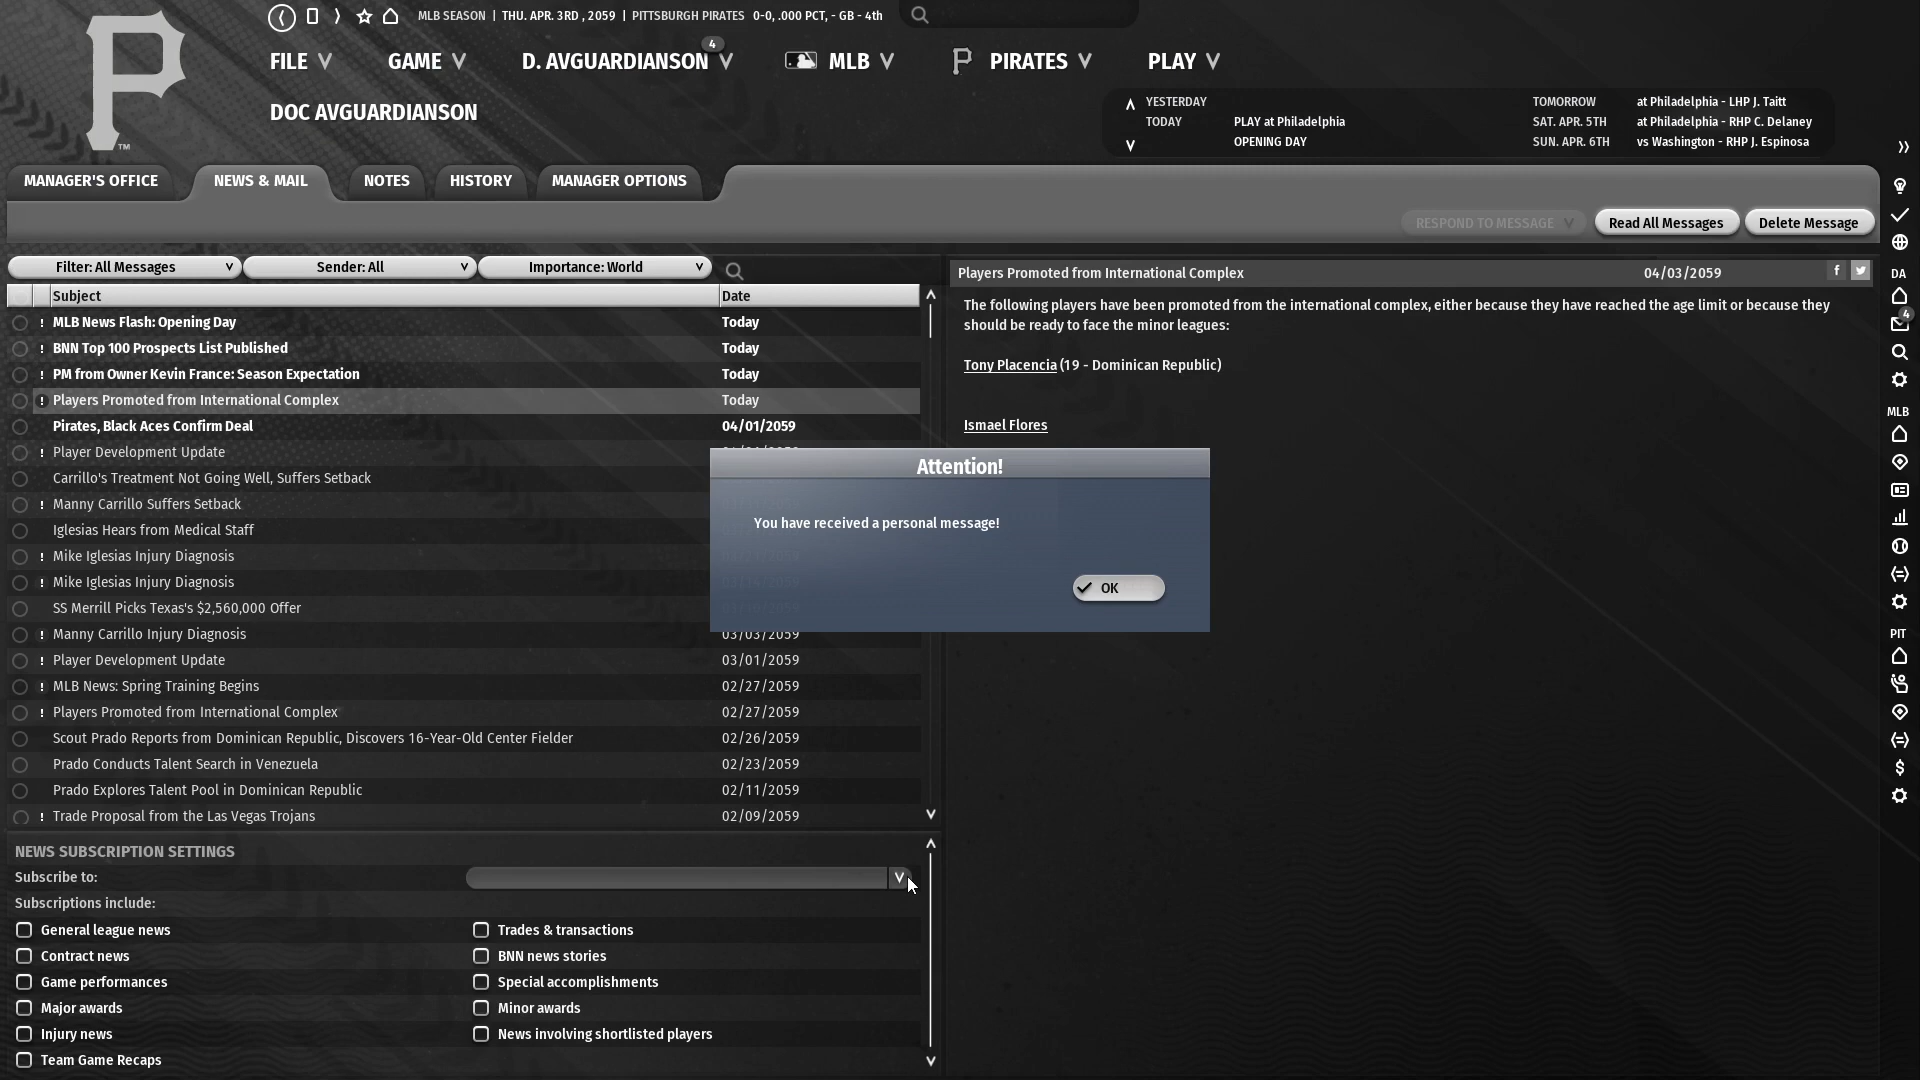 MLB SEASON | THU. APR. 3RD , 2059 | PITTSBURGH PIRATES 0-0, .000 PCT, - GB - 4th
FILE GAME D. AVGUARDIANSON 4 MLB PIRATES PLAY
DOC AVGUARDIANSON
YESTERDAY
TODAY PLAY at Philadelphia
OPENING DAY
TOMORROW at Philadelphia - LHP J. Taitt
SAT. APR. 5TH at Philadelphia - RHP C. Delaney
SUN. APR. 6TH vs Washington - RHP J. Espinosa
P
TM
MANAGER'S OFFICE NEWS & MAIL NOTES HISTORY MANAGER OPTIONS
RESPOND TO MESSAGE Read All Messages Delete Message
Filter: All Messages Sender: All Importance: World
Subject Date
! MLB News Flash: Opening Day Today
! BNN Top 100 Prospects List Published Today
! PM from Owner Kevin France: Season Expectation Today
! Players Promoted from International Complex Today
Pirates, Black Aces Confirm Deal 04/01/2059
! Player Development Update
Carrillo's Treatment Not Going Well, Suffers Setback
! Manny Carrillo Suffers Setback
Iglesias Hears from Medical Staff
! Mike Iglesias Injury Diagnosis
! Mike Iglesias Injury Diagnosis
SS Merrill Picks Texas's $2,560,000 Offer
! Manny Carrillo Injury Diagnosis 03/03/2059
! Player Development Update 03/01/2059
! MLB News: Spring Training Begins 02/27/2059
! Players Promoted from International Complex 02/27/2059
Scout Prado Reports from Dominican Republic, Discovers 16-Year-Old Center Fielder 02/26/2059
Prado Conducts Talent Search in Venezuela 02/23/2059
Prado Explores Talent Pool in Dominican Republic 02/11/2059
! Trade Proposal from the Las Vegas Trojans 02/09/2059
Players Promoted from International Complex 04/03/2059
The following players have been promoted from the international complex, either because they have reached the age limit or because they
should be ready to face the minor leagues:
Tony Placencia (19 - Dominican Republic)
Ismael Flores
Attention!
You have received a personal message!
OK
NEWS SUBSCRIPTION SETTINGS
Subscribe to:
Subscriptions include:
General league news Trades & transactions
Contract news BNN news stories
Game performances Special accomplishments
Major awards Minor awards
Injury news News involving shortlisted players
Team Game Recaps
DA
4
MLB
PIT
$